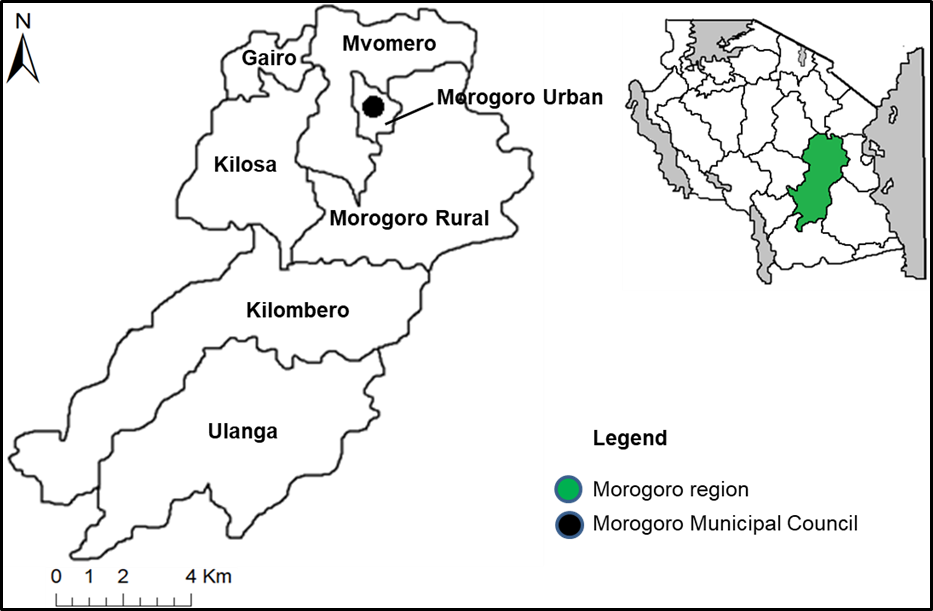 N
Gairo
Mvomero
Morogoro Urban
Kilosa
Morogoro Rural
Kilombero
Ulanga
Legend
Morogoro region
Morogoro Municipal Council
0 1 2 4 Km